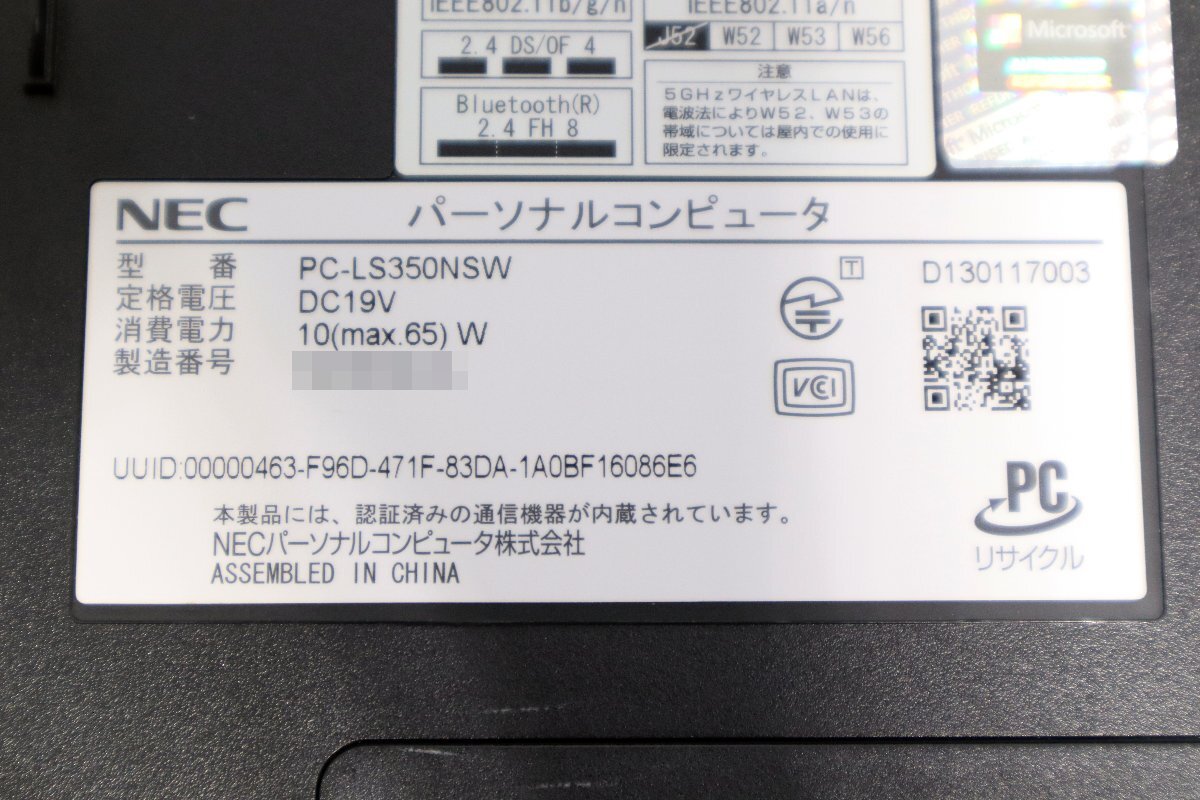 IEEE802.11b/g/n
IEEE802.11a/n
2.4 DS/OF 4
J52 W52 W53 W56
Bluetooth(R)
2.4 FH 8
注意
5GHzワイヤレスLANは、
電波法によりW52、W53の
帯域については屋内での使用に
限定されます。
Microsoft
NEC パーソナルコンピュータ
型 番 PC-LS350NSW
定格電圧 DC19V
消費電力 10(max.65) W
製造番号
T
D130117003
VCCI
UUID:00000463-F96D-471F-83DA-1A0BF16086E6
本製品には、認証済みの通信機器が内蔵されています。
NECパーソナルコンピュータ株式会社
ASSEMBLED IN CHINA
PC
リサイクル